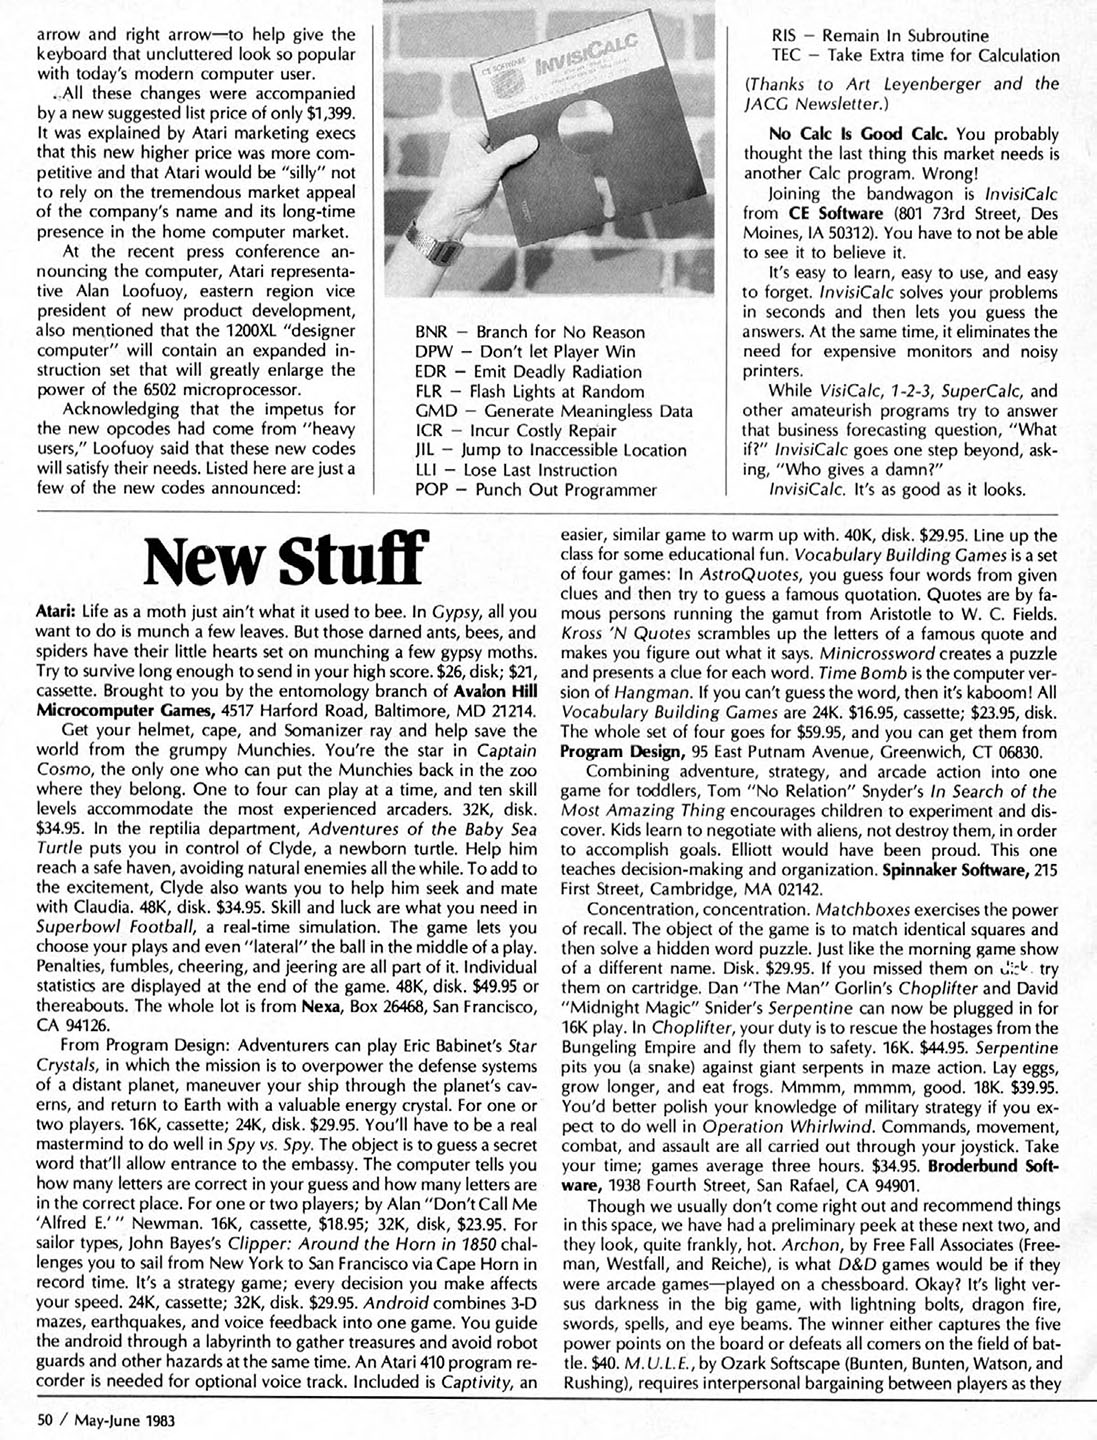 arrow and right arrow—to help give the
keyboard that uncluttered look so popular
with today's modern computer user.
All these changes were accompanied
by a new suggested list price of only $1,399.
It was explained by Atari marketing execs
that this new higher price was more com-
petitive and that Atari would be "silly" not
to rely on the tremendous market appeal
of the company's name and its long-time
presence in the home computer market.
At the recent press conference an-
nouncing the computer, Atari representa-
tive Alan Loofuoy, eastern region vice
president of new product development,
also mentioned that the 1200XL "designer
computer" will contain an expanded in-
struction set that will greatly enlarge the
power of the 6502 microprocessor.
Acknowledging that the impetus for
the new opcodes had come from "heavy
users," Loofuoy said that these new codes
will satisfy their needs. Listed here are just a
few of the new codes announced:
CE SOFTWARE
INVISICALC
BNR — Branch for No Reason
DPW — Don't let Player Win
EDR — Emit Deadly Radiation
FLR — Flash Lights at Random
GMD — Generate Meaningless Data
ICR — Incur Costly Repair
JIL — Jump to Inaccessible Location
LLI — Lose Last Instruction
POP — Punch Out Programmer
RIS — Remain In Subroutine
TEC — Take Extra time for Calculation
(Thanks to Art Leyenberger and the
JACG Newsletter.)
No Calc Is Good Calc. You probably
thought the last thing this market needs is
another Calc program. Wrong!
Joining the bandwagon is InvisiCalc
from CE Software (801 73rd Street, Des
Moines, IA 50312). You have to not be able
to see it to believe it.
It's easy to learn, easy to use, and easy
to forget. InvisiCalc solves your problems
in seconds and then lets you guess the
answers. At the same time, it eliminates the
need for expensive monitors and noisy
printers.
While VisiCalc, 1-2-3, SuperCalc, and
other amateurish programs try to answer
that business forecasting question, "What
if?" InvisiCalc goes one step beyond, ask-
ing, "Who gives a damn?"
InvisiCalc. It's as good as it looks.
New Stuff
Atari: Life as a moth just ain't what it used to bee. In Gypsy, all you
want to do is munch a few leaves. But those darned ants, bees, and
spiders have their little hearts set on munching a few gypsy moths.
Try to survive long enough to send in your high score. $26, disk; $21,
cassette. Brought to you by the entomology branch of Avalon Hill
Microcomputer Games, 4517 Harford Road, Baltimore, MD 21214.
Get your helmet, cape, and Somanizer ray and help save the
world from the grumpy Munchies. You're the star in Captain
Cosmo, the only one who can put the Munchies back in the zoo
where they belong. One to four can play at a time, and ten skill
levels accommodate the most experienced arcaders. 32K, disk.
$34.95. In the reptilia department, Adventures of the Baby Sea
Turtle puts you in control of Clyde, a newborn turtle. Help him
reach a safe haven, avoiding natural enemies all the while. To add to
the excitement, Clyde also wants you to help him seek and mate
with Claudia. 48K, disk. $34.95. Skill and luck are what you need in
Superbowl Football, a real-time simulation. The game lets you
choose your plays and even "lateral" the ball in the middle of a play.
Penalties, fumbles, cheering, and jeering are all part of it. Individual
statistics are displayed at the end of the game. 48K, disk. $49.95 or
thereabouts. The whole lot is from Nexa, Box 26468, San Francisco,
CA 94126.
From Program Design: Adventurers can play Eric Babinet's Star
Crystals, in which the mission is to overpower the defense systems
of a distant planet, maneuver your ship through the planet's cav-
erns, and return to Earth with a valuable energy crystal. For one or
two players. 16K, cassette; 24K, disk. $29.95. You'll have to be a real
mastermind to do well in Spy vs. Spy. The object is to guess a secret
word that'll allow entrance to the embassy. The computer tells you
how many letters are correct in your guess and how many letters are
in the correct place. For one or two players; by Alan "Don't Call Me
'Alfred E.'" Newman. 16K, cassette, $18.95; 32K, disk, $23.95. For
sailor types, John Bayes's Clipper: Around the Horn in 1850 chal-
lenges you to sail from New York to San Francisco via Cape Horn in
record time. It's a strategy game; every decision you make affects
your speed. 24K, cassette; 32K, disk. $29.95. Android combines 3-D
mazes, earthquakes, and voice feedback into one game. You guide
the android through a labyrinth to gather treasures and avoid robot
guards and other hazards at the same time. An Atari 410 program re-
corder is needed for optional voice track. Included is Captivity, an
easier, similar game to warm up with. 40K, disk. $29.95. Line up the
class for some educational fun. Vocabulary Building Games is a set
of four games: In AstroQuotes, you guess four words from given
clues and then try to guess a famous quotation. Quotes are by fa-
mous persons running the gamut from Aristotle to W. C. Fields.
Kross 'N Quotes scrambles up the letters of a famous quote and
makes you figure out what it says. Minicrossword creates a puzzle
and presents a clue for each word. Time Bomb is the computer ver-
sion of Hangman. If you can't guess the word, then it's kaboom! All
Vocabulary Building Games are 24K. $16.95, cassette; $23.95, disk.
The whole set of four goes for $59.95, and you can get them from
Program Design, 95 East Putnam Avenue, Greenwich, CT 06830.
Combining adventure, strategy, and arcade action into one
game for toddlers, Tom "No Relation" Snyder's In Search of the
Most Amazing Thing encourages children to experiment and dis-
cover. Kids learn to negotiate with aliens, not destroy them, in order
to accomplish goals. Elliott would have been proud. This one
teaches decision-making and organization. Spinnaker Software, 215
First Street, Cambridge, MA 02142.
Concentration, concentration. Matchboxes exercises the power
of recall. The object of the game is to match identical squares and
then solve a hidden word puzzle. Just like the morning game show
of a different name. Disk. $29.95. If you missed them on disk, try
them on cartridge. Dan "The Man" Gorlin's Choplifter and David
"Midnight Magic" Snider's Serpentine can now be plugged in for
16K play. In Choplifter, your duty is to rescue the hostages from the
Bungeling Empire and fly them to safety. 16K. $44.95. Serpentine
pits you (a snake) against giant serpents in maze action. Lay eggs,
grow longer, and eat frogs. Mmmm, mmmm, good. 18K. $39.95.
You'd better polish your knowledge of military strategy if you ex-
pect to do well in Operation Whirlwind. Commands, movement,
combat, and assault are all carried out through your joystick. Take
your time; games average three hours. $34.95. Broderbund Soft-
ware, 1938 Fourth Street, San Rafael, CA 94901.
Though we usually don't come right out and recommend things
in this space, we have had a preliminary peek at these next two, and
they look, quite frankly, hot. Archon, by Free Fall Associates (Free-
man, Westfall, and Reiche), is what D&D games would be if they
were arcade games—played on a chessboard. Okay? It's light ver-
sus darkness in the big game, with lightning bolts, dragon fire,
swords, spells, and eye beams. The winner either captures the five
power points on the board or defeats all comers on the field of bat-
tle. $40. M.U.L.E., by Ozark Softscape (Bunten, Bunten, Watson, and
Rushing), requires interpersonal bargaining between players as they
50 / May-June 1983